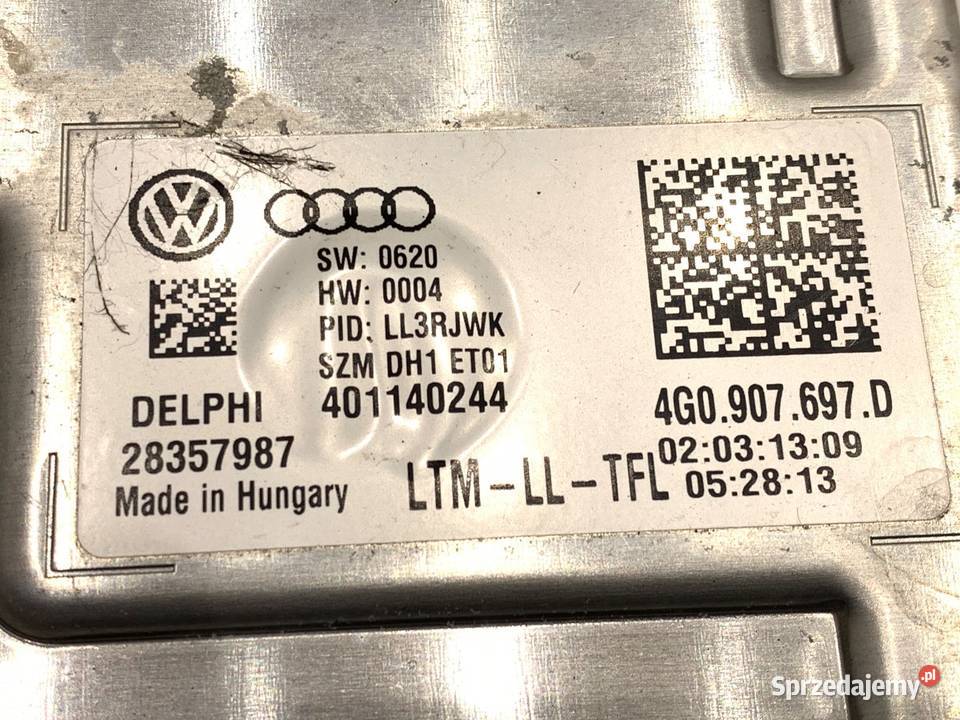 SW: 0620
HW: 0004
PID: LL3RJWK
SZM DH1 ET01
401140244
DELPHI
28357987
Made in Hungary
LTM-LL-TFL
4G0.907.697.D
02:03:13:09
05:28:13
Sprzedajemy.pl